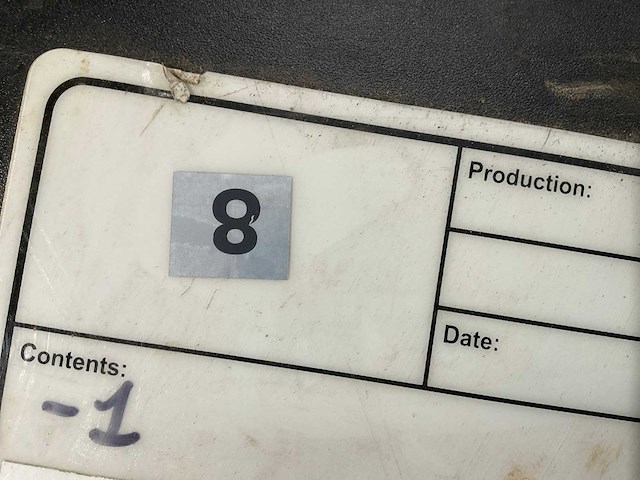 8
Production:
Date:
Contents:
-1